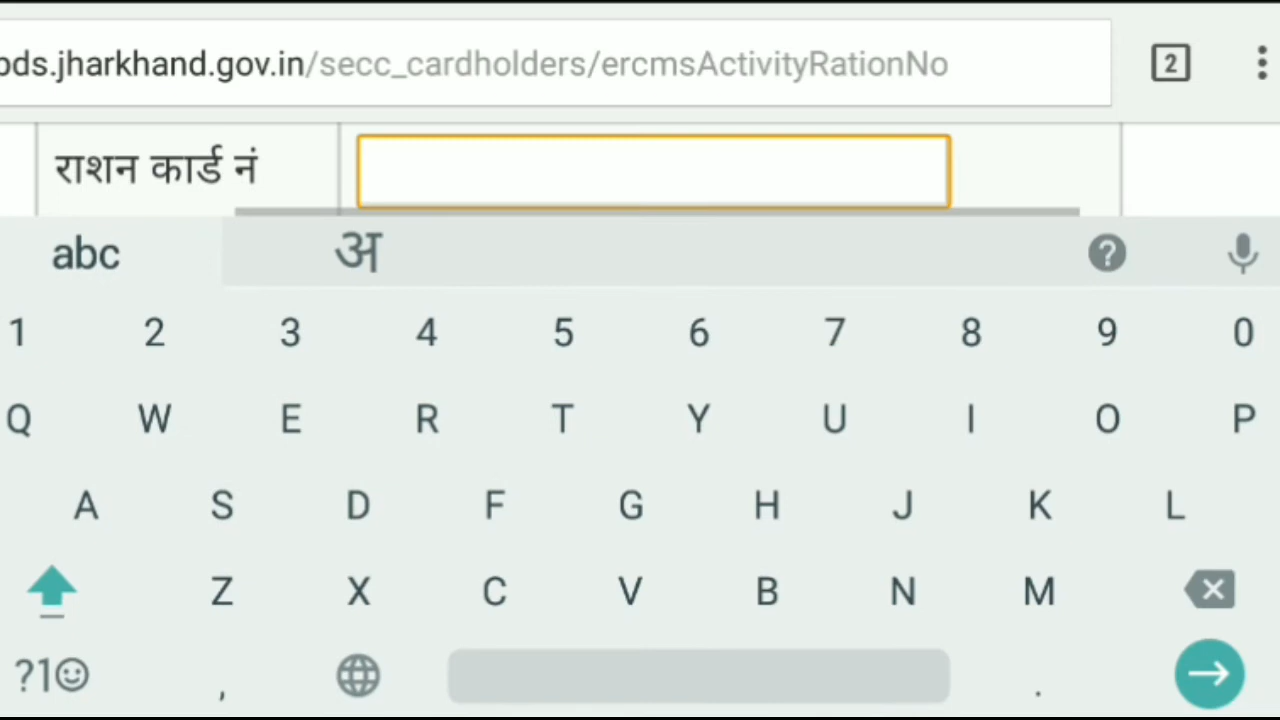 pds.jharkhand.gov.in/secc_cardholders/ercmsActivityRationNo 2
राशन कार्ड नं
abc अ ?
1 2 3 4 5 6 7 8 9 0
Q W E R T Y U I O P
A S D F G H J K L
Z X C V B N M
?1☺ , .